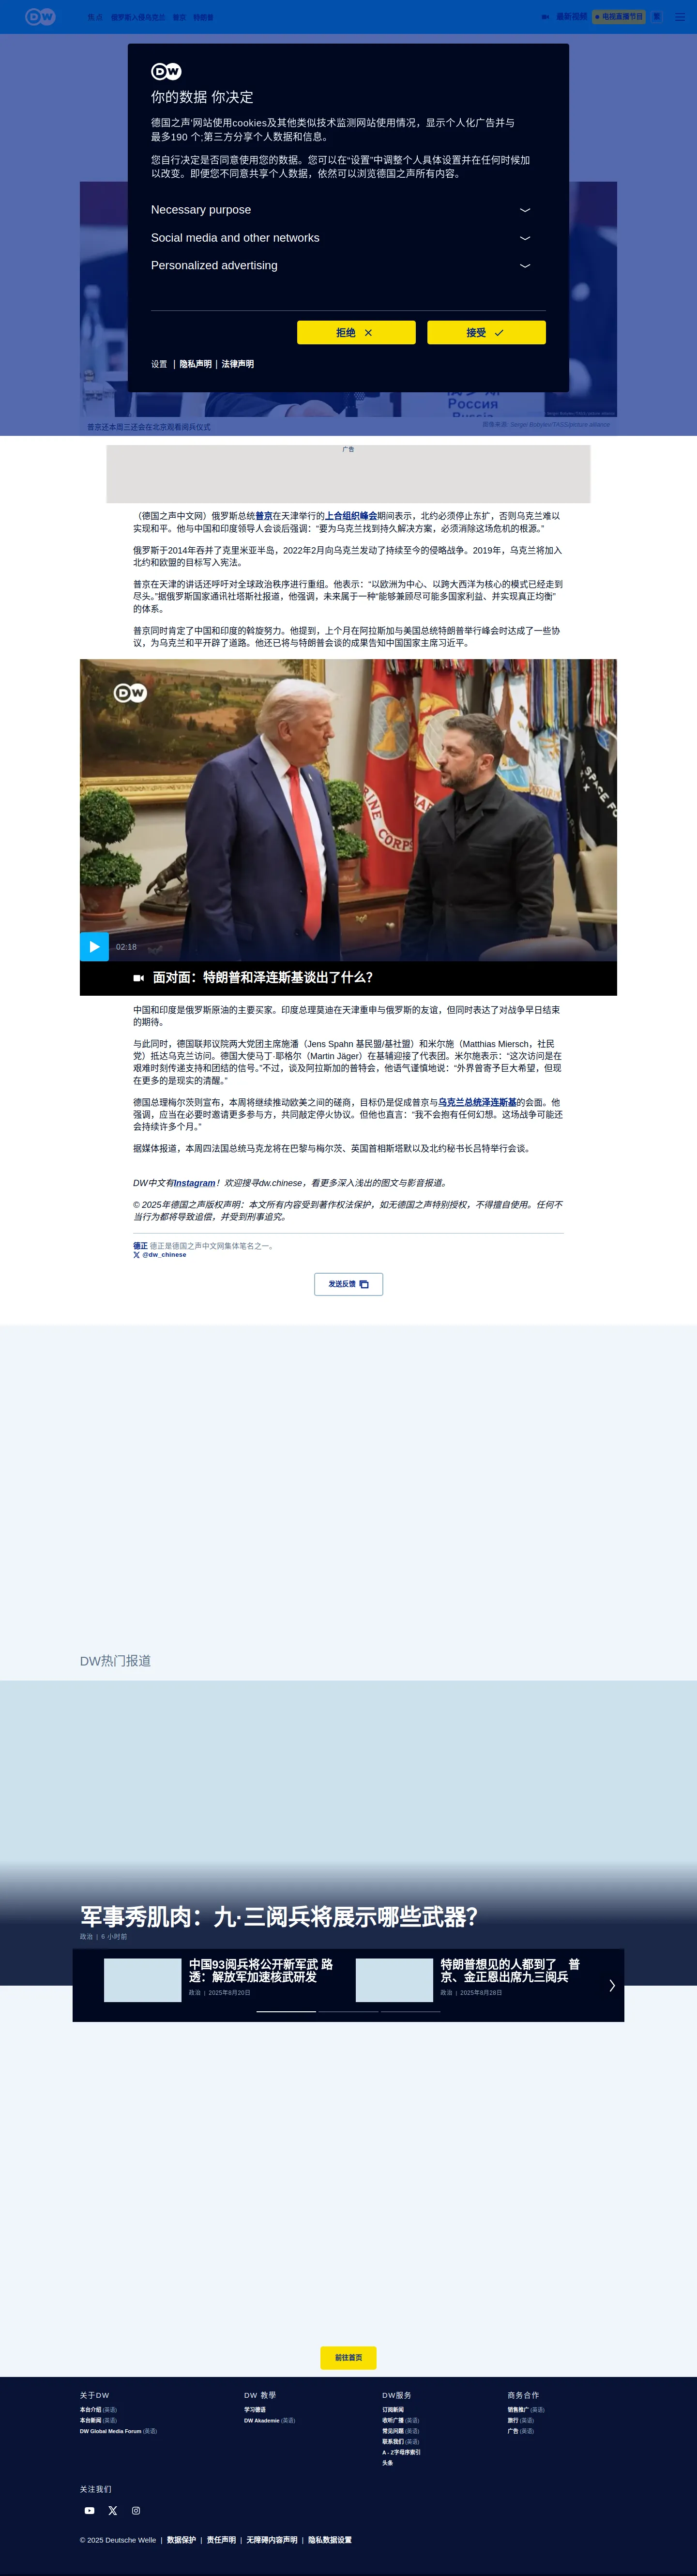 DW
热点
俄罗斯入侵乌克兰
普京
特朗普
最新视频
电视直播节目
繁
DW
你的数据 你决定
德国之声'网站使用cookies及其他类似技术监测网站使用情况，显示个人化广告并与
最多190 个;第三方分享个人数据和信息。
您自行决定是否同意使用您的数据。您可以在"设置"中调整个人具体设置并在任何时候加
以改变。即便您不同意共享个人数据，依然可以浏览德国之声所有内容。
Necessary purpose
Social media and other networks
Personalized advertising
拒绝
接受
设置 | 隐私声明 | 法律声明
Россия
Russia
普京还本周三还会在北京观看阅兵仪式
图像来源: Sergei Bobylev/TASS/picture alliance
广告
（德国之声中文网）俄罗斯总统普京在天津举行的上合组织峰会期间表示，北约必须停止东扩，否则乌克兰难以
实现和平。他与中国和印度领导人会谈后强调：“要为乌克兰找到持久解决方案，必须消除这场危机的根源。”
俄罗斯于2014年吞并了克里米亚半岛，2022年2月向乌克兰发动了持续至今的侵略战争。2019年，乌克兰将加入
北约和欧盟的目标写入宪法。
普京在天津的讲话还呼吁对全球政治秩序进行重组。他表示：“以欧洲为中心、以跨大西洋为核心的模式已经走到
尽头。”据俄罗斯国家通讯社塔斯社报道，他强调，未来属于一种“能够兼顾尽可能多国家利益、并实现真正均衡”
的体系。
普京同时肯定了中国和印度的斡旋努力。他提到，上个月在阿拉斯加与美国总统特朗普举行峰会时达成了一些协
议，为乌克兰和平开辟了道路。他还已将与特朗普会谈的成果告知中国国家主席习近平。
DW
RINE CORPS
SPACE FOR
02:18
面对面：特朗普和泽连斯基谈出了什么？
中国和印度是俄罗斯原油的主要买家。印度总理莫迪在天津重申与俄罗斯的友谊，但同时表达了对战争早日结束
的期待。
与此同时，德国联邦议院两大党团主席施潘（Jens Spahn 基民盟/基社盟）和米尔施（Matthias Miersch，社民
党）抵达乌克兰访问。德国大使马丁·耶格尔（Martin Jäger）在基辅迎接了代表团。米尔施表示：“这次访问是在
艰难时刻传递支持和团结的信号。”不过，谈及阿拉斯加的普特会，他语气谨慎地说：“外界曾寄予巨大希望，但现
在更多的是现实的清醒。”
德国总理梅尔茨则宣布，本周将继续推动欧美之间的磋商，目标仍是促成普京与乌克兰总统泽连斯基的会面。他
强调，应当在必要时邀请更多参与方，共同敲定停火协议。但他也直言：“我不会抱有任何幻想。这场战争可能还
会持续许多个月。”
据媒体报道，本周四法国总统马克龙将在巴黎与梅尔茨、英国首相斯塔默以及北约秘书长吕特举行会谈。
DW中文有Instagram！欢迎搜寻dw.chinese，看更多深入浅出的图文与影音报道。
© 2025年德国之声版权声明：本文所有内容受到著作权法保护，如无德国之声特别授权，不得擅自使用。任何不
当行为都将导致追偿，并受到刑事追究。
德正 德正是德国之声中文网集体笔名之一。
@dw_chinese
发送反馈
DW热门报道
军事秀肌肉：九·三阅兵将展示哪些武器？
政治 | 6 小时前
中国93阅兵将公开新军武 路
透：解放军加速核武研发
政治 | 2025年8月20日
特朗普想见的人都到了　普
京、金正恩出席九三阅兵
政治 | 2025年8月28日
前往首页
关于DW
本台介绍 (英语)
本台新闻 (英语)
DW Global Media Forum (英语)
DW 教學
学习德语
DW Akademie (英语)
DW服务
订阅新闻
收听广播 (英语)
常见问题 (英语)
联系我们 (英语)
A - Z字母序索引
头条
商务合作
销售推广 (英语)
旅行 (英语)
广告 (英语)
关注我们
© 2025 Deutsche Welle | 数据保护 | 责任声明 | 无障碍内容声明 | 隐私数据设置